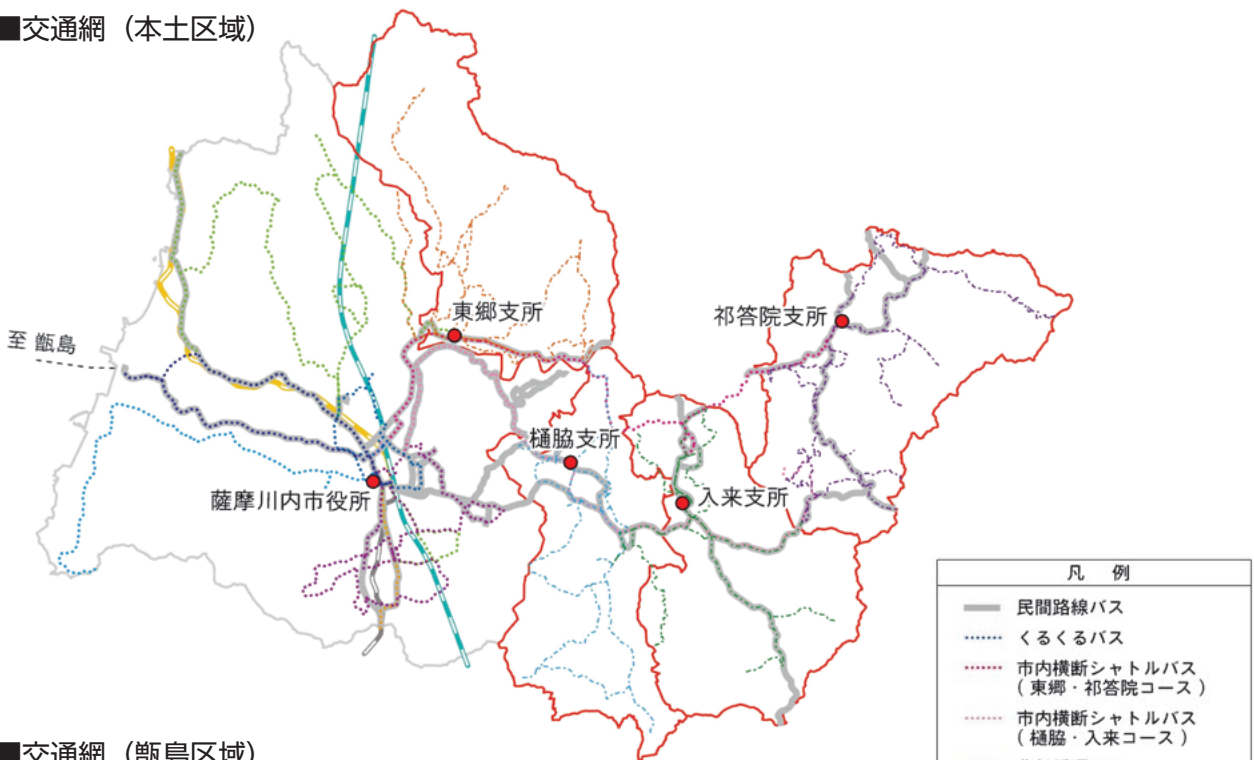 ■交通網（本土区域）
東郷支所
祁答院支所
至 甑島
樋脇支所
薩摩川内市役所
入来支所
凡 例
民間路線バス
くるくるバス
市内横断シャトルバス
（東郷・祁答院コース）
市内横断シャトルバス
（樋脇・入来コース）
■交通網（甑島区域）